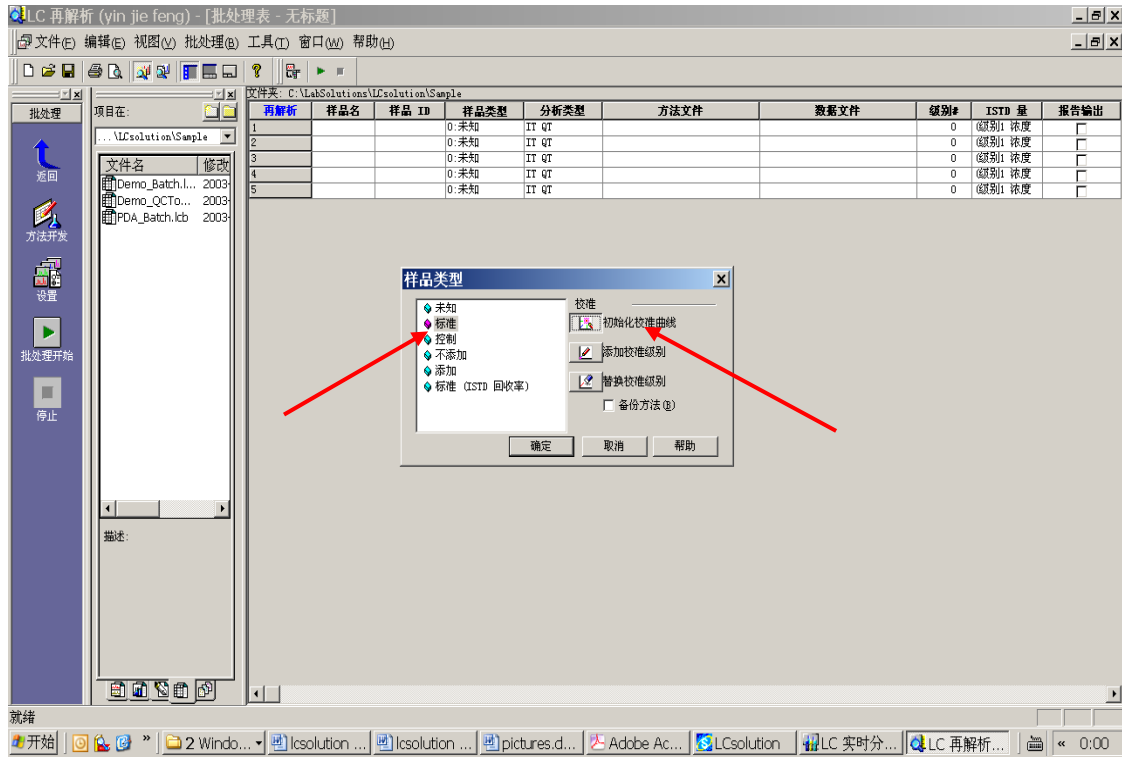 LC 再解析 (yin jie feng) - [批处理表 - 无标题]
文件(F) 编辑(E) 视图(V) 批处理(B) 工具(T) 窗口(W) 帮助(H)
批处理
返回
方法开发
设置
批处理开始
停止
项目在:
...\LCsolution\Sample
文件名 修改
Demo_Batch.l... 2003-
Demo_QCTo... 2003-
PDA_Batch.lcb 2003-
描述:
文件夹: C:\LabSolutions\LCsolution\Sample
再解析 样品名 样品 ID 样品类型 分析类型 方法文件 数据文件 级别# ISTD 量 报告输出
1 0:未知 IT QT 0 (级别1 浓度
2 0:未知 IT QT 0 (级别1 浓度
3 0:未知 IT QT 0 (级别1 浓度
4 0:未知 IT QT 0 (级别1 浓度
5 0:未知 IT QT 0 (级别1 浓度
样品类型
未知
标准
控制
不添加
添加
标准 (ISTD 回收率)
校准
初始化校准曲线
添加校准级别
替换校准级别
备份方法(B)
确定 取消 帮助
就绪
开始 » 2 Windo... lcsolution ... lcsolution ... pictures.d... Adobe Ac... LCsolution LC 实时分... LC 再解析... « 0:00